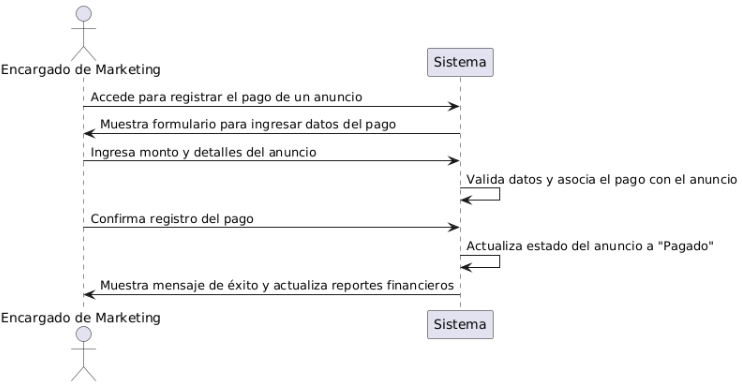 Encargado de Marketing
Sistema
Accede para registrar el pago de un anuncio
Muestra formulario para ingresar datos del pago
Ingresa monto y detalles del anuncio
Valida datos y asocia el pago con el anuncio
Confirma registro del pago
Actualiza estado del anuncio a "Pagado"
Muestra mensaje de éxito y actualiza reportes financieros
Encargado de Marketing
Sistema